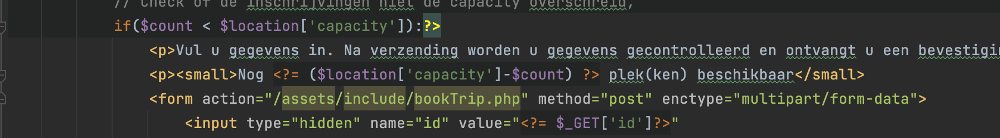 // Check of de inschrijvingen niet de capacity overschreid,
if($count < $location['capacity']):?>
<p>Vul u gegevens in. Na verzending worden u gegevens gecontrolleerd en ontvangt u een bevestigin
<p><small>Nog <?= ($location['capacity']-$count) ?> plek(ken) beschikbaar</small>
<form action="/assets/include/bookTrip.php" method="post" enctype="multipart/form-data">
<input type="hidden" name="id" value="<?= $_GET['id']?>"